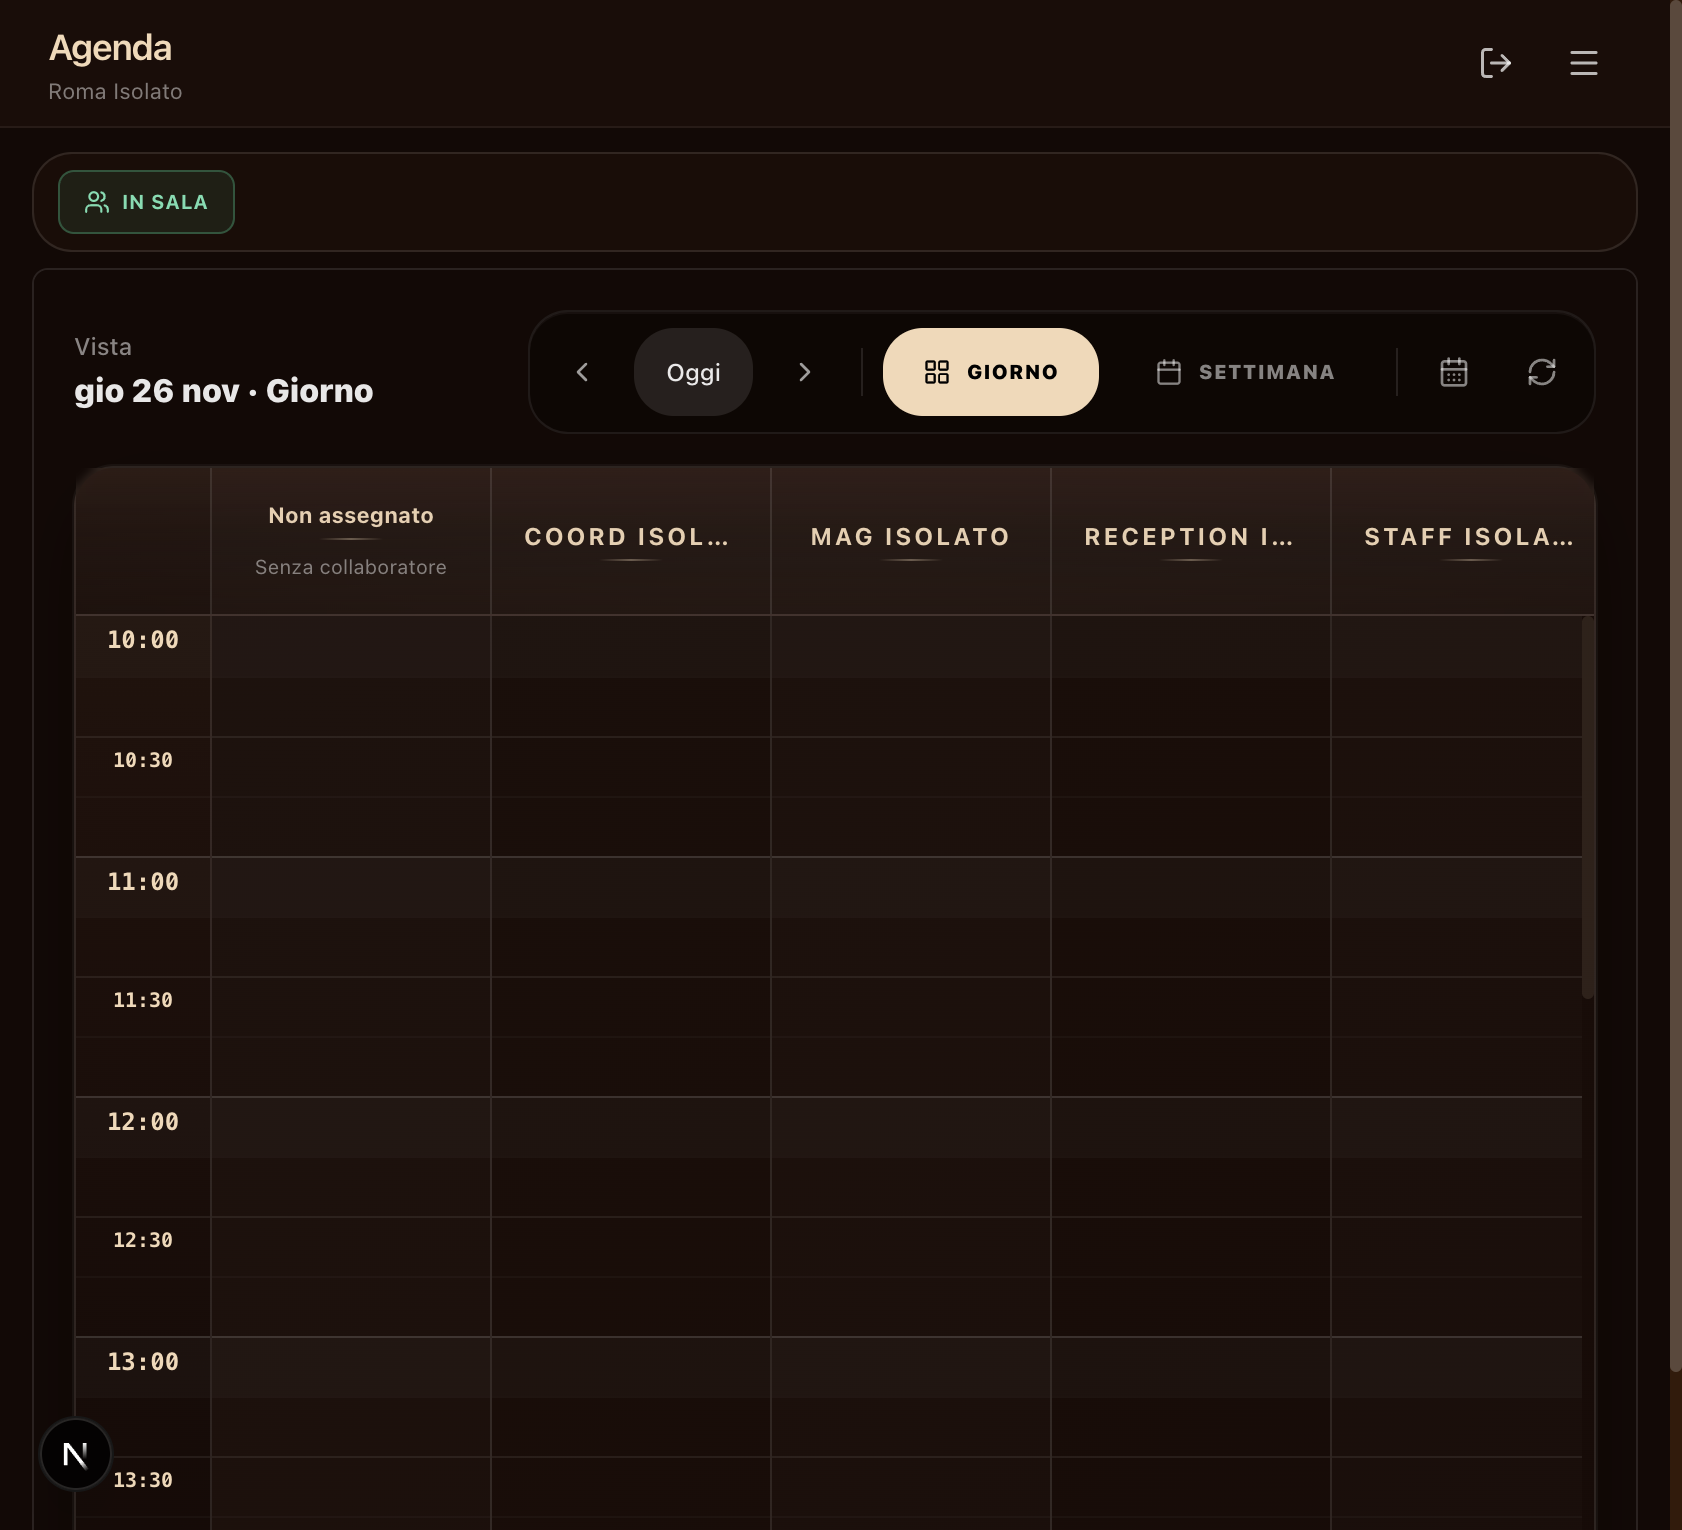 Agenda
Roma Isolato
IN SALA
Vista
gio 26 nov · Giorno
Oggi
GIORNO
SETTIMANA
Non assegnato
Senza collaboratore
COORD ISOL...
MAG ISOLATO
RECEPTION I...
STAFF ISOLA...
10:00
10:30
11:00
11:30
12:00
12:30
13:00
13:30
N